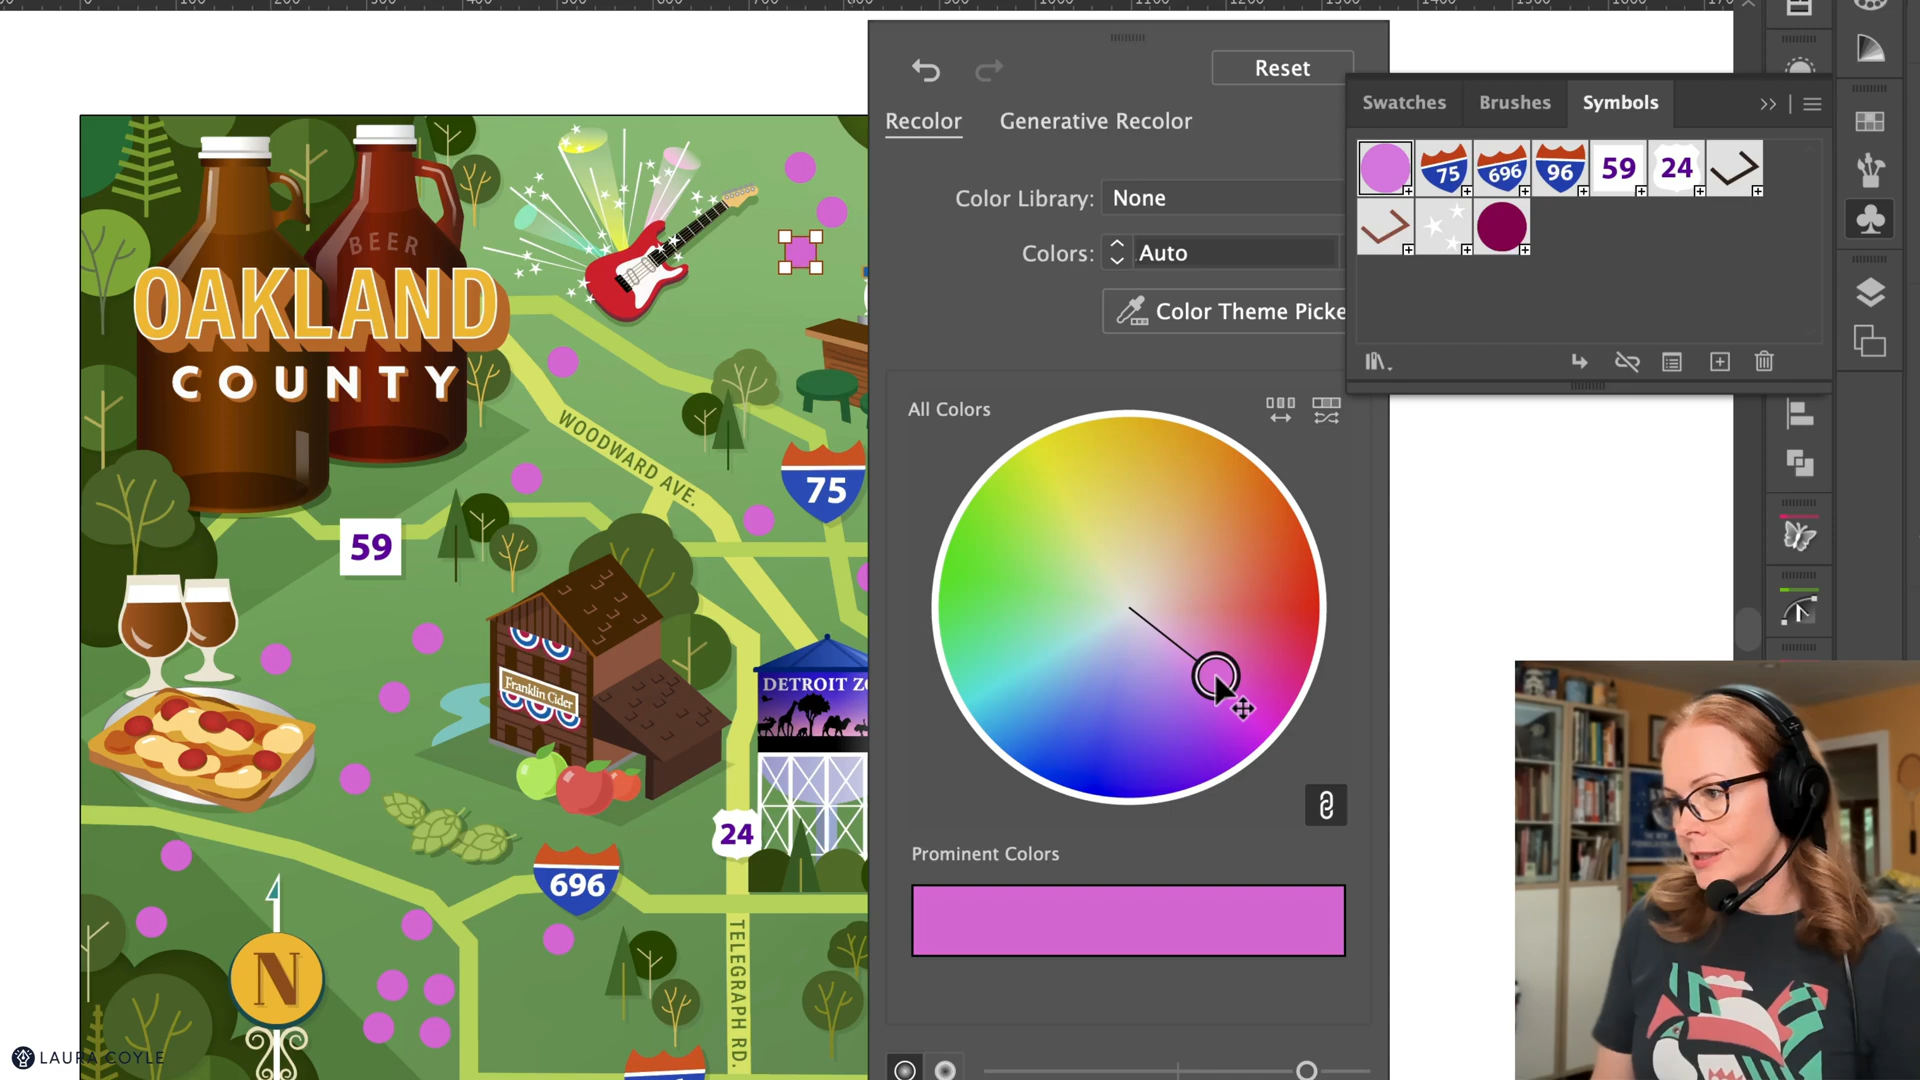 Reset
Recolor
Generative Recolor
Swatches
Brushes
Symbols
75
696
96
59
24
Color Library:
None
Colors:
Auto
Color Theme Picke
All Colors
Prominent Colors
BEER
OAKLAND
COUNTY
WOODWARD AVE.
75
59
Franklin Cider
DETROIT ZO
24
696
N
TELEGRAPH RD.
LAURA COYLE